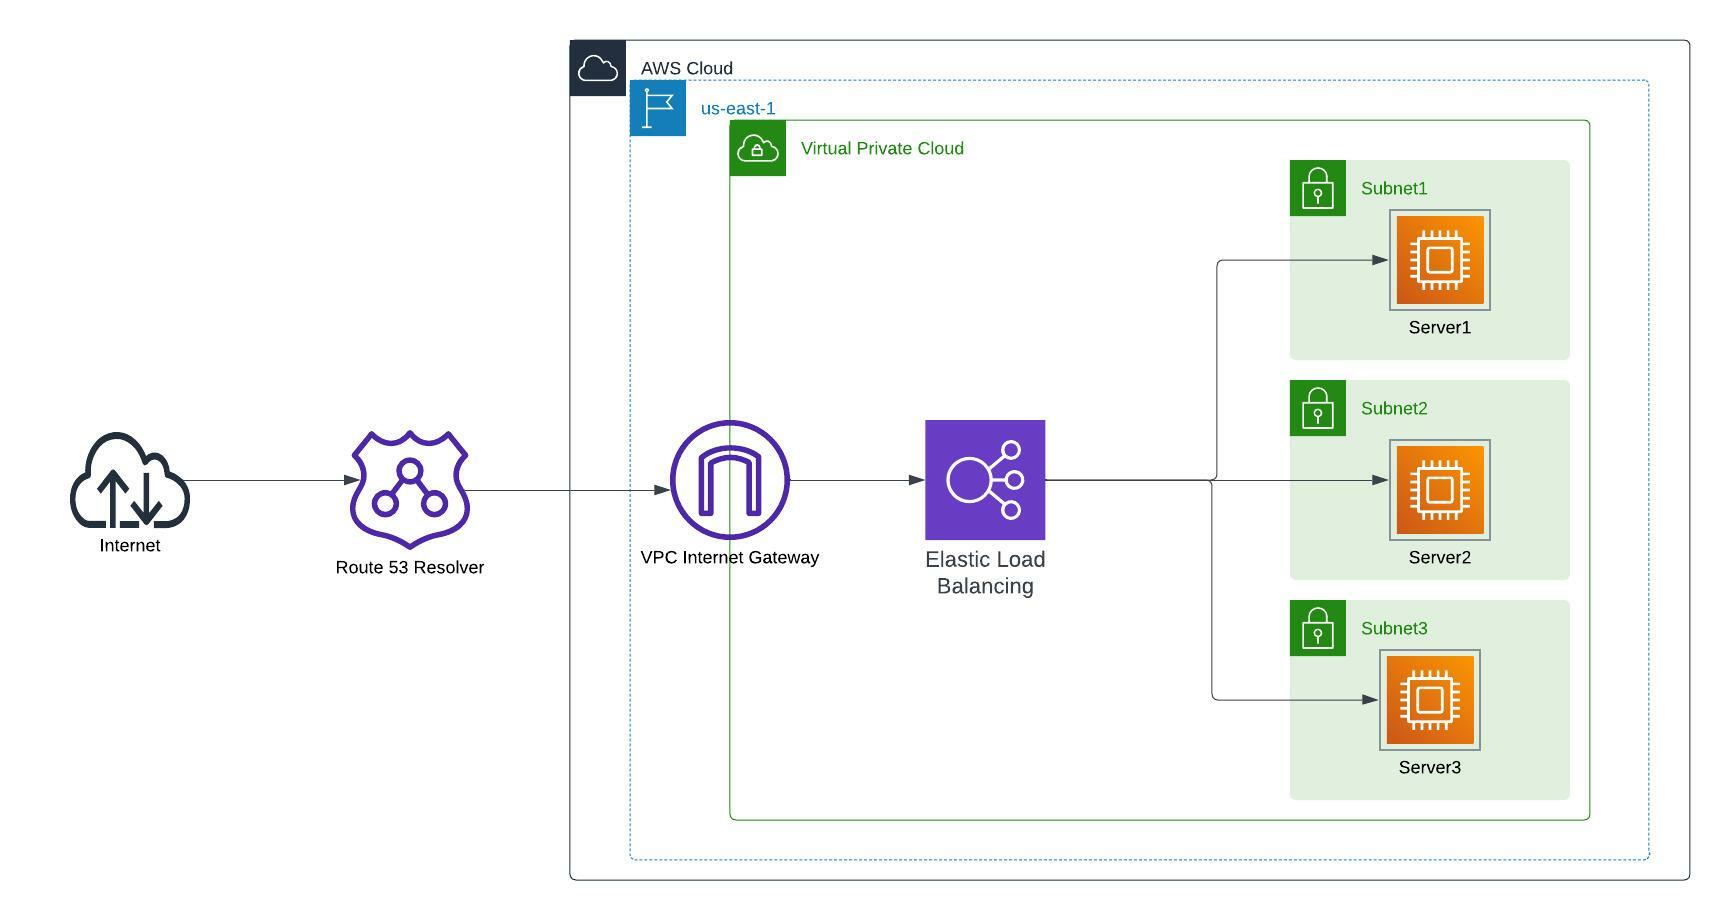 AWS Cloud
us-east-1
Virtual Private Cloud
Subnet1
Server1
Subnet2
Server2
Subnet3
Server3
Internet
Route 53 Resolver
VPC Internet Gateway
Elastic Load
Balancing